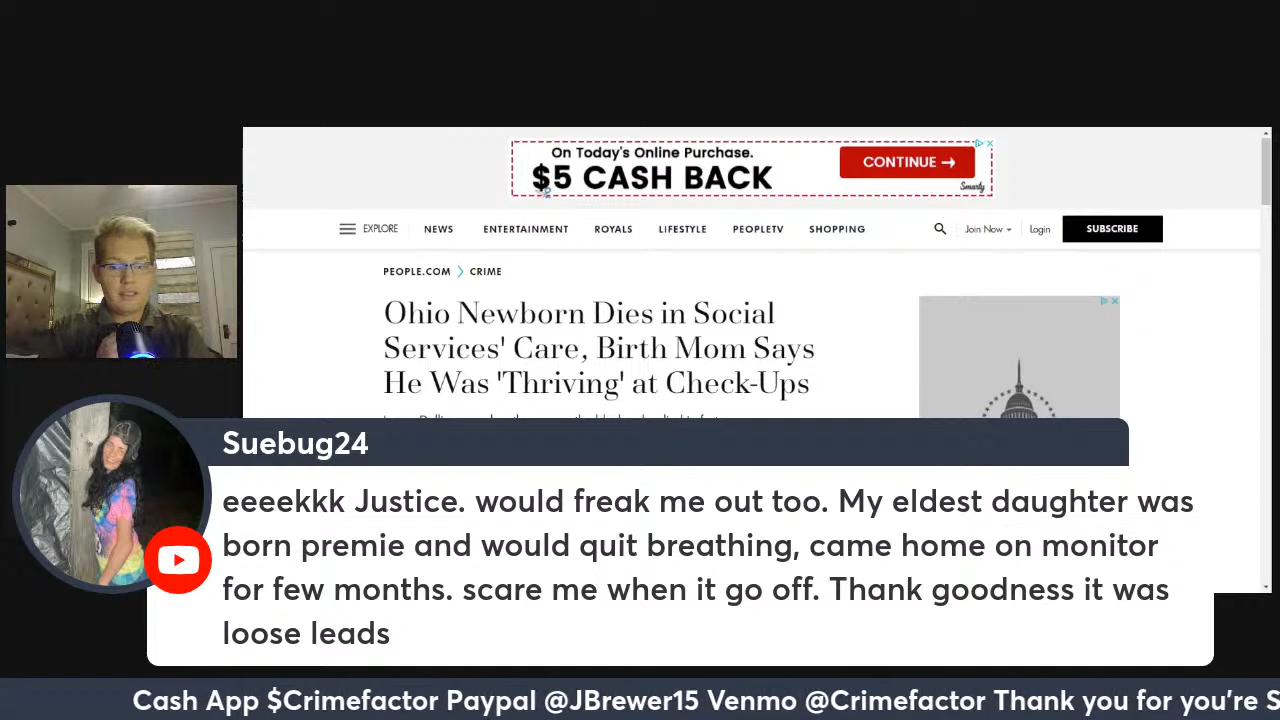 On Today's Online Purchase.
$5 CASH BACK
CONTINUE →
Smarty
EXPLORE NEWS ENTERTAINMENT ROYALS LIFESTYLE PEOPLETV SHOPPING Join Now Login SUBSCRIBE
PEOPLE.COM > CRIME
Ohio Newborn Dies in Social
Services' Care, Birth Mom Says
He Was 'Thriving' at Check-Ups
Suebug24
eeeekkk Justice. would freak me out too. My eldest daughter was
born premie and would quit breathing, came home on monitor
for few months. scare me when it go off. Thank goodness it was
loose leads
Cash App $Crimefactor Paypal @JBrewer15 Venmo @Crimefactor Thank you for you're S